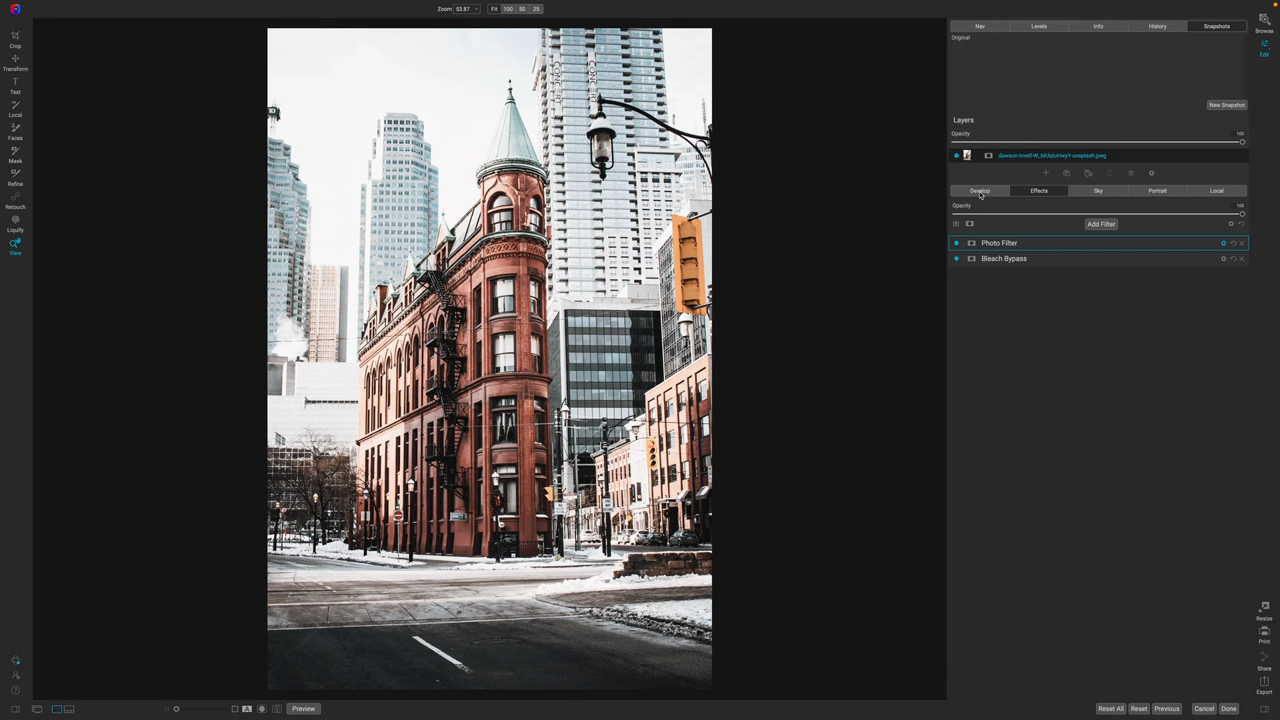 Zoom 53.87 Fit 100 50 25
Crop
Transform
Text
Local
Faces
Mask
Refine
Retouch
Liquify
View
CONCERT
CONCERT
Nav Levels Info History Snapshots
Original
New Snapshot
Layers
Opacity 100
Develop Effects Sky Portrait Local
Opacity 100
Add Filter
Photo Filter
Bleach Bypass
Browse
Edit
Resize
Print
Share
Export
A Preview
Reset All Reset Previous Cancel Done